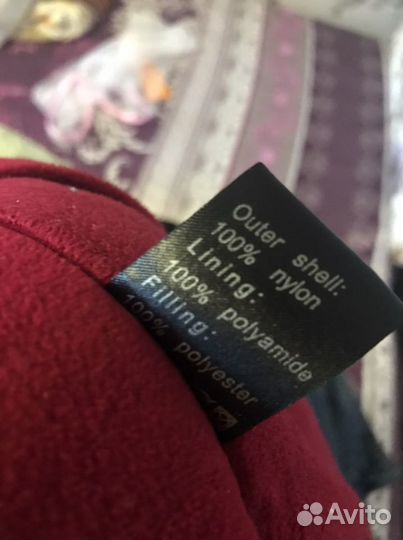 Outer shell:
100% nylon
Lining:
100% polyamide
Filling:
100% polyester
Avito